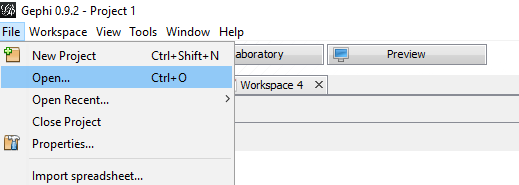 Gephi 0.9.2 - Project 1
File Workspace View Tools Window Help
New Project Ctrl+Shift+N
aboratory Preview
Open... Ctrl+O
Workspace 4
Open Recent...
Close Project
Properties...
Import spreadsheet...